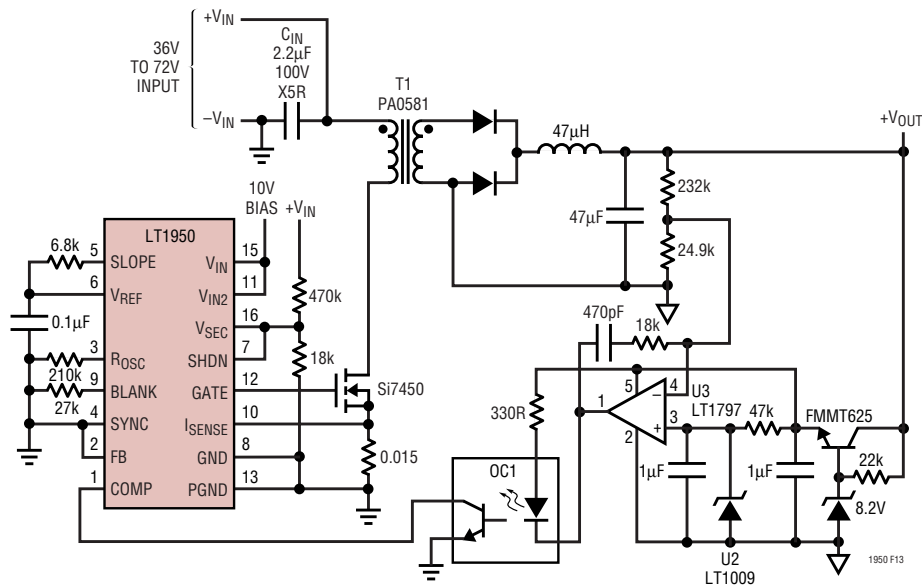 +VIN
36V
TO 72V
INPUT
CIN
2.2µF
100V
X5R
–VIN
T1
PA0581
47µH
+VOUT
232k
47µF
24.9k
10V
BIAS
+VIN
LT1950
6.8k
5
SLOPE
VIN
15
6
VREF
VIN2
11
470k
0.1µF
VSEC
16
SHDN
7
18k
3
ROSC
210k
9
BLANK
GATE
12
Si7450
27k
4
SYNC
ISENSE
10
2
FB
GND
8
0.015
1
COMP
PGND
13
470pF
18k
330R
5
4
1
–
U3
LT1797
3
+
2
47k
FMMT625
1µF
1µF
22k
8.2V
OC1
U2
LT1009
1950 F13